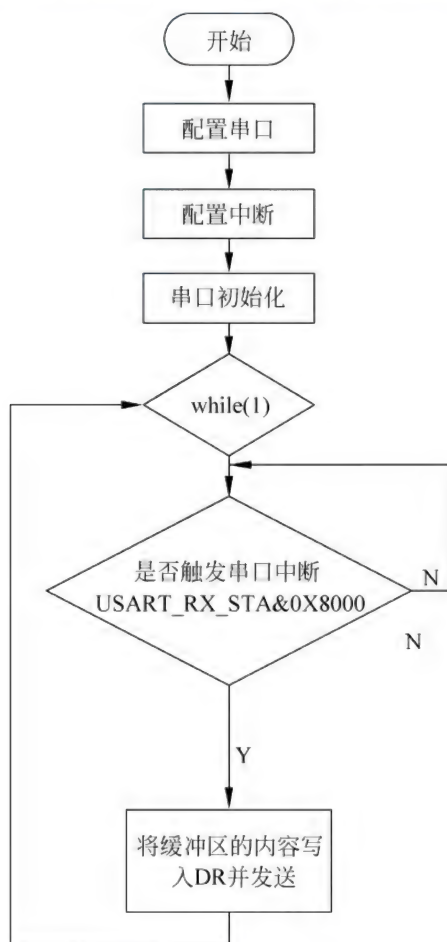 开始
配置串口
配置中断
串口初始化
while(1)
是否触发串口中断
USART_RX_STA&0X8000
N
N
Y
将缓冲区的内容写
入DR并发送